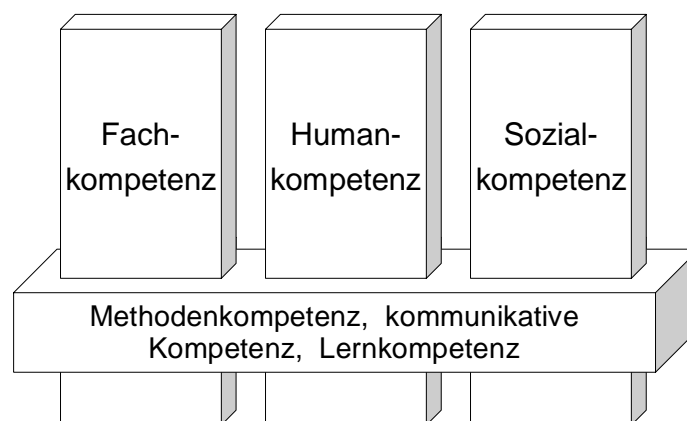 Fach-
kompetenz
Human-
kompetenz
Sozial-
kompetenz
Methodenkompetenz, kommunikative
Kompetenz, Lernkompetenz